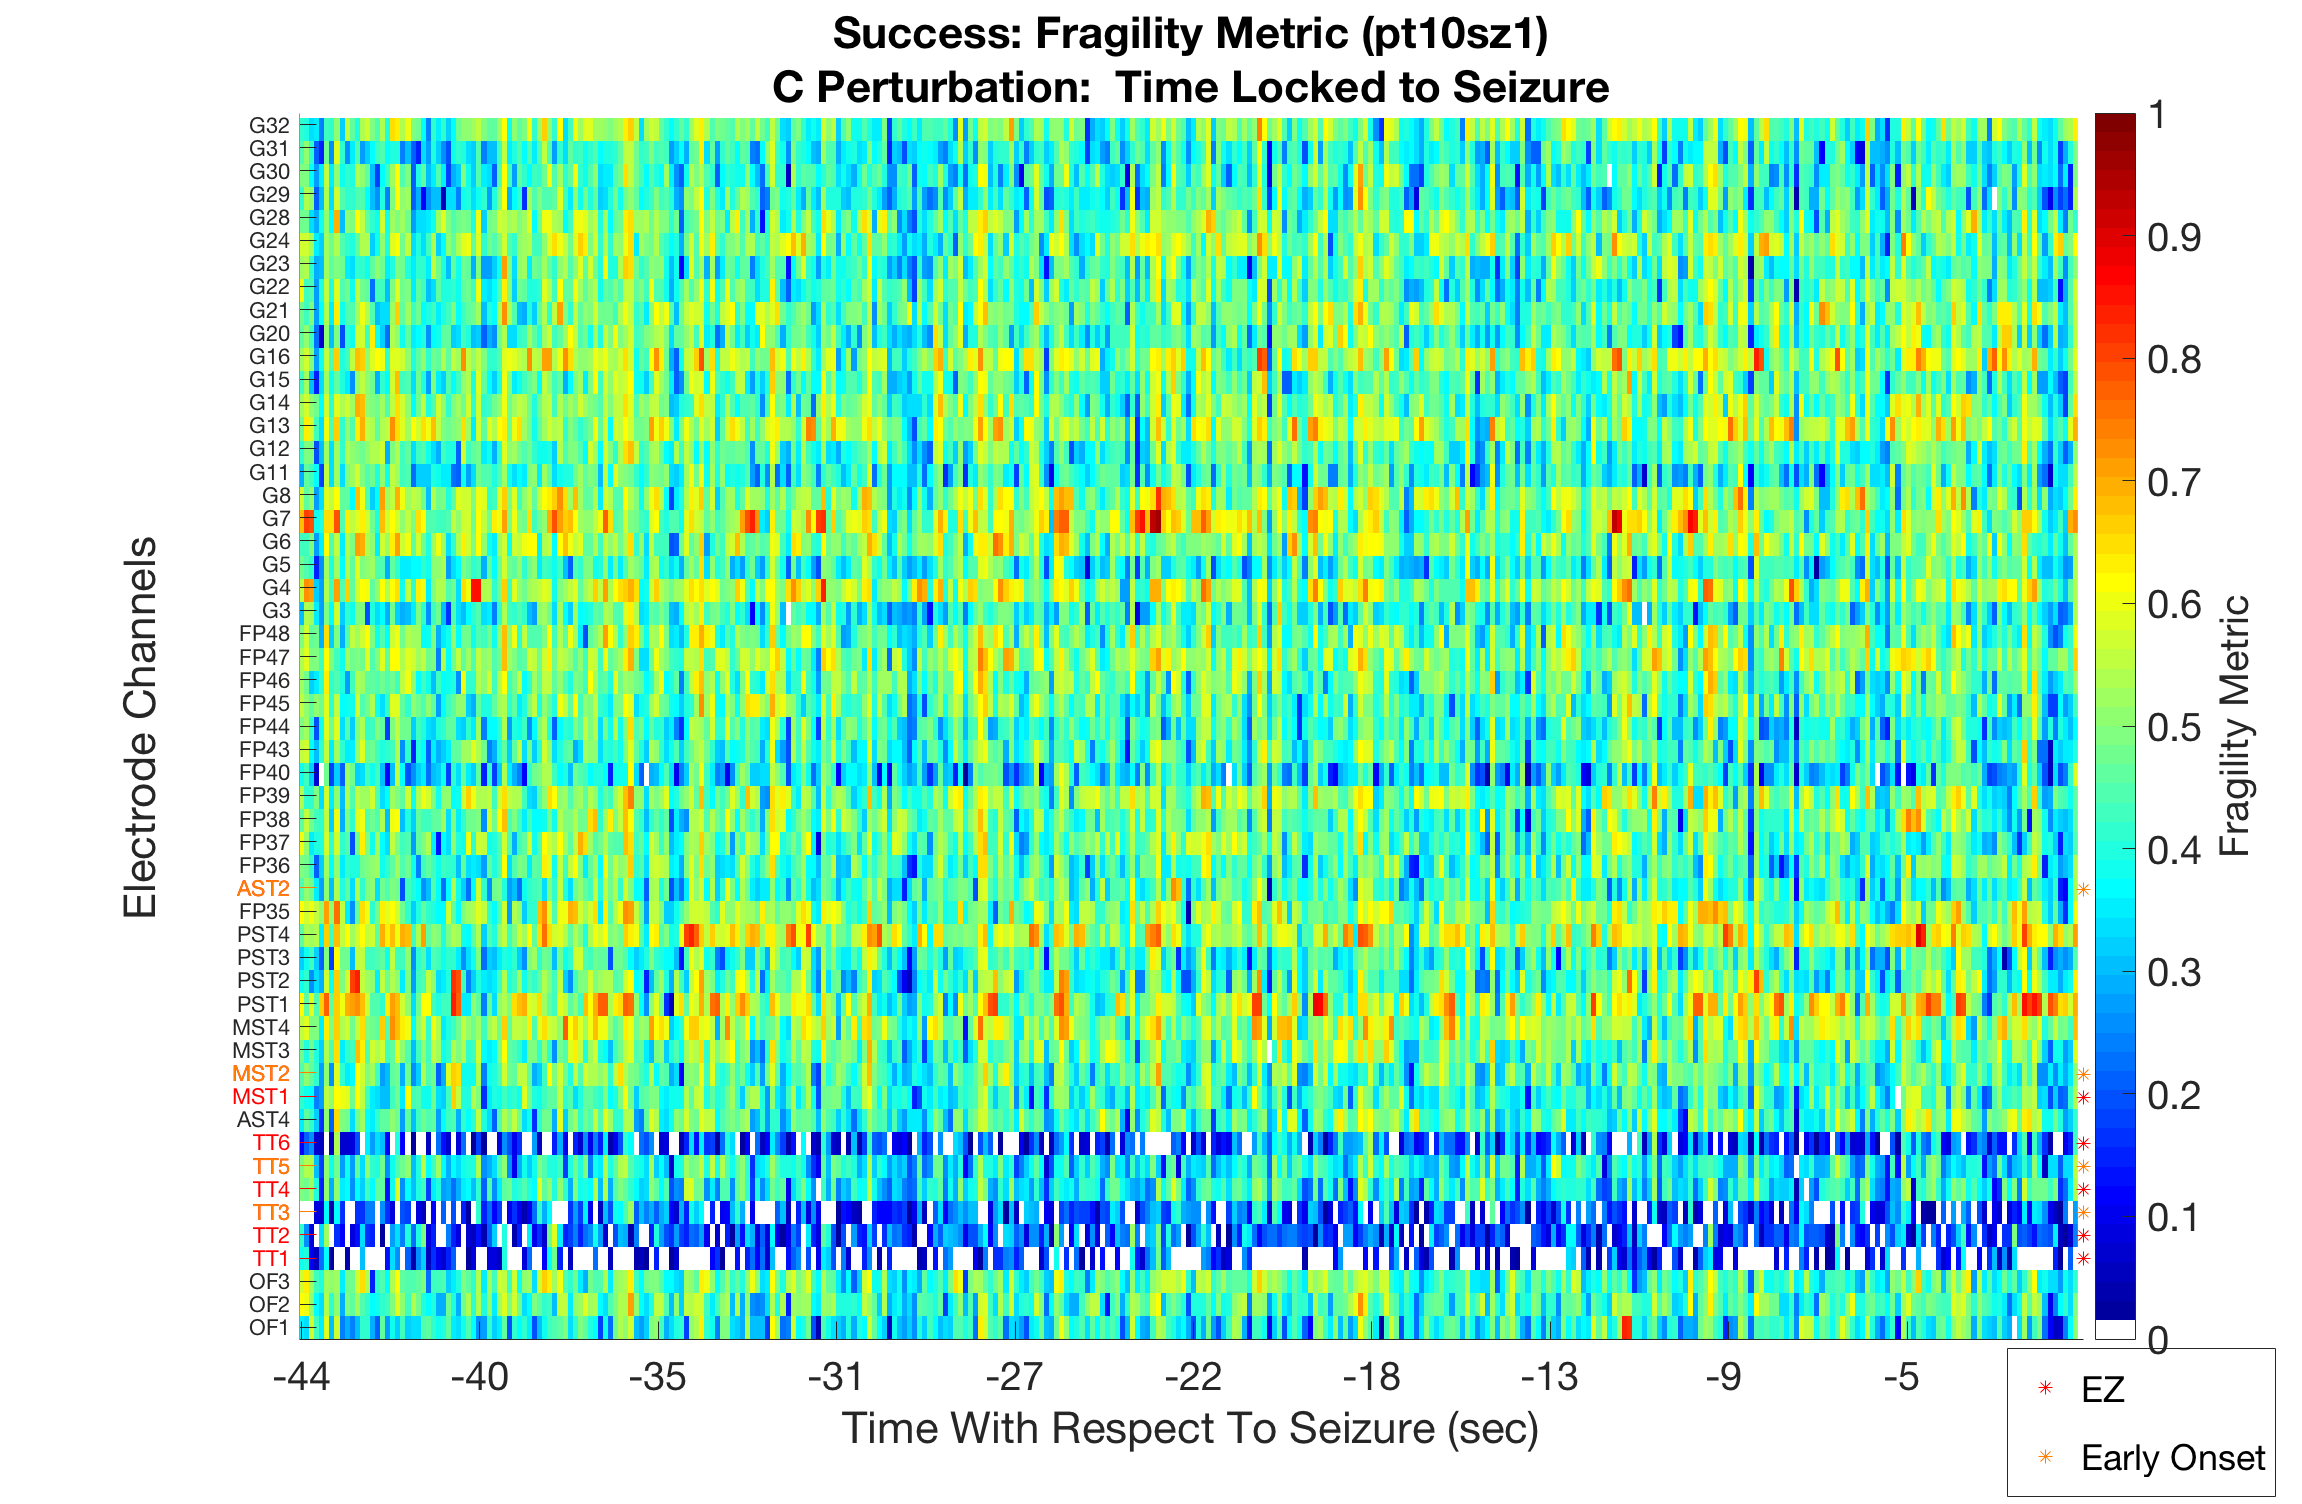 Success: Fragility Metric (pt10sz1)
C Perturbation:  Time Locked to Seizure
Electrode Channels
G32
G31
G30
G29
G28
G24
G23
G22
G21
G20
G16
G15
G14
G13
G12
G11
G8
G7
G6
G5
G4
G3
FP48
FP47
FP46
FP45
FP44
FP43
FP40
FP39
FP38
FP37
FP36
AST2
FP35
PST4
PST3
PST2
PST1
MST4
MST3
MST2
MST1
AST4
TT6
TT5
TT4
TT3
TT2
TT1
OF3
OF2
OF1
-44 -40 -35 -31 -27 -22 -18 -13 -9 -5
Time With Respect To Seizure (sec)
1
0.9
0.8
0.7
0.6
0.5
0.4
0.3
0.2
0.1
0
Fragility Metric
EZ
Early Onset